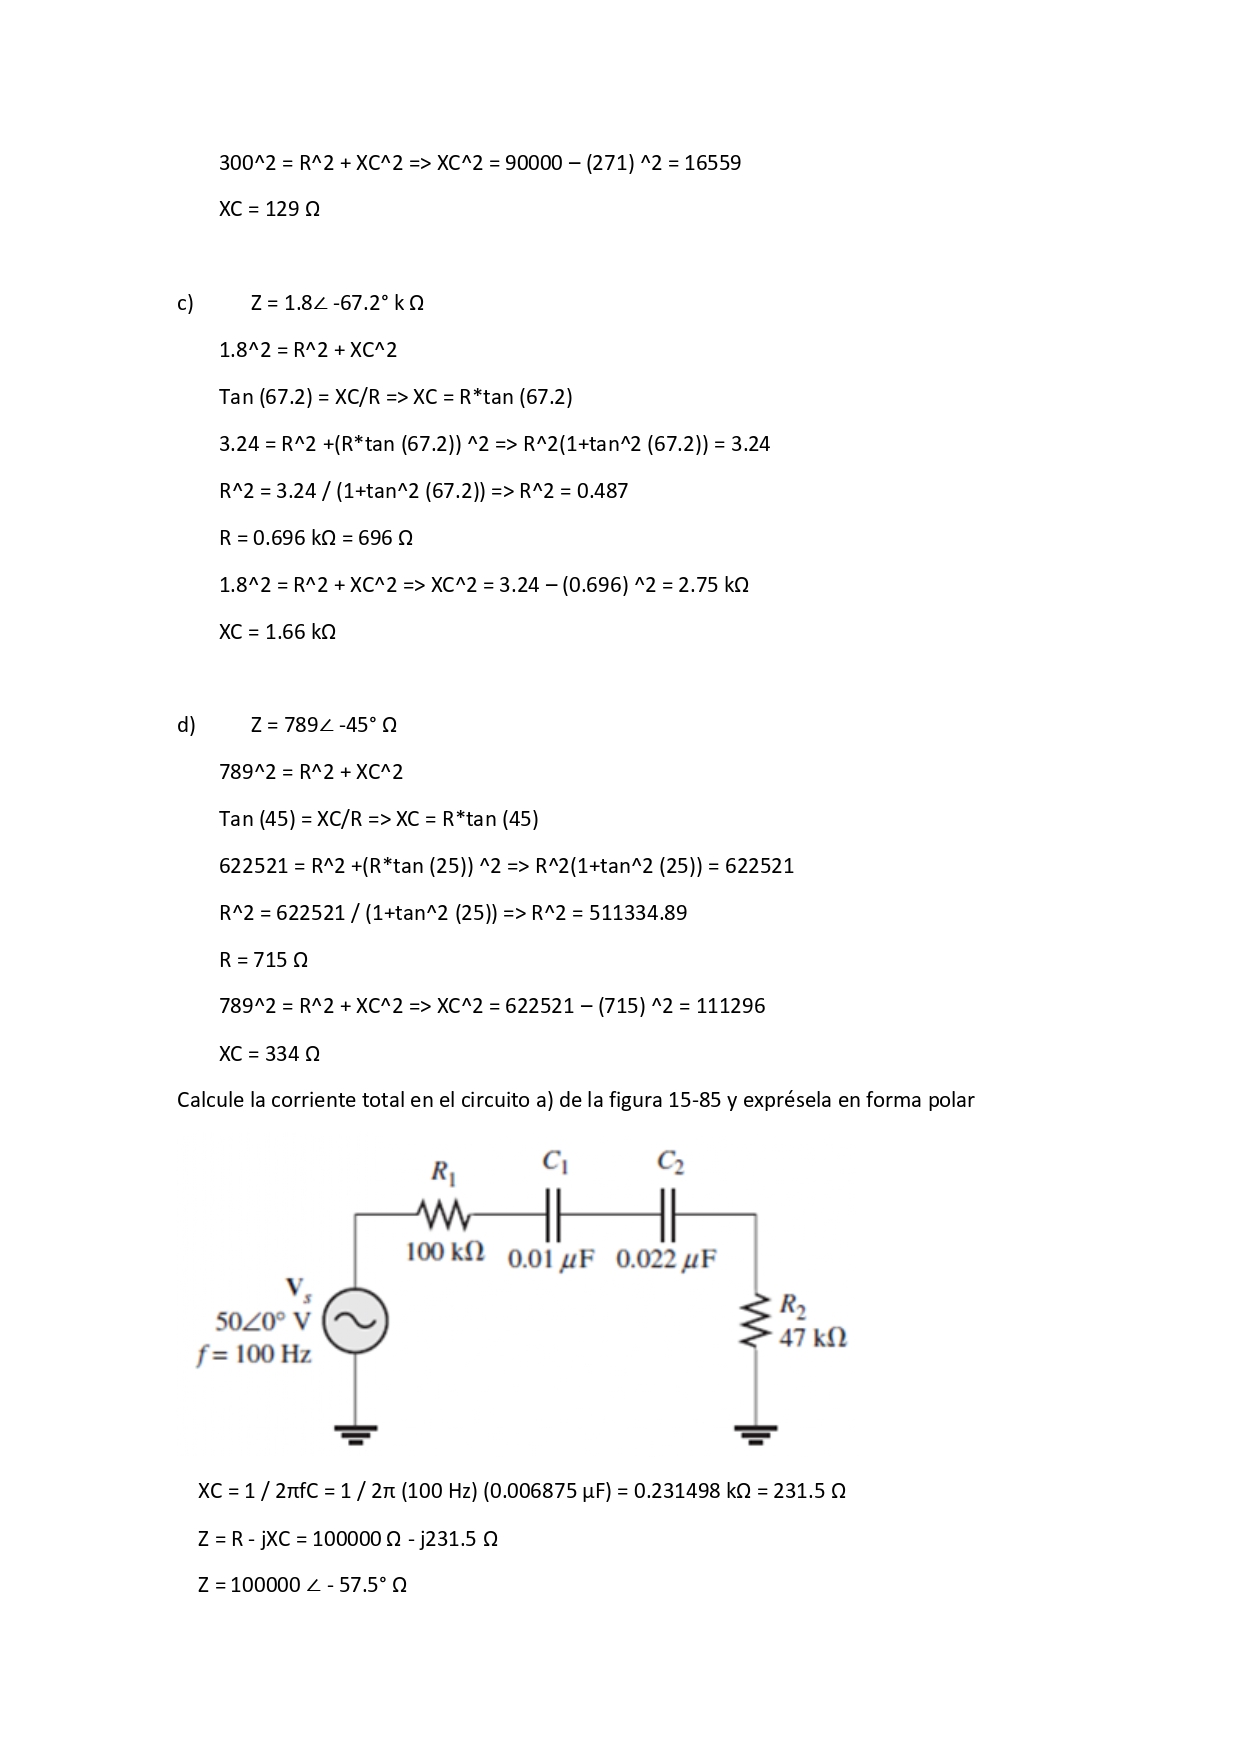 300^2 = R^2 + XC^2 => XC^2 = 90000 – (271) ^2 = 16559
XC = 129 Ω
c) Z = 1.8∠ -67.2° k Ω
1.8^2 = R^2 + XC^2
Tan (67.2) = XC/R => XC = R*tan (67.2)
3.24 = R^2 +(R*tan (67.2)) ^2 => R^2(1+tan^2 (67.2)) = 3.24
R^2 = 3.24 / (1+tan^2 (67.2)) => R^2 = 0.487
R = 0.696 kΩ = 696 Ω
1.8^2 = R^2 + XC^2 => XC^2 = 3.24 – (0.696) ^2 = 2.75 kΩ
XC = 1.66 kΩ
d) Z = 789∠ -45° Ω
789^2 = R^2 + XC^2
Tan (45) = XC/R => XC = R*tan (45)
622521 = R^2 +(R*tan (25)) ^2 => R^2(1+tan^2 (25)) = 622521
R^2 = 622521 / (1+tan^2 (25)) => R^2 = 511334.89
R = 715 Ω
789^2 = R^2 + XC^2 => XC^2 = 622521 – (715) ^2 = 111296
XC = 334 Ω
Calcule la corriente total en el circuito a) de la figura 15-85 y exprésela en forma polar
R1 C1 C2
100 kΩ 0.01 μF 0.022 μF
Vs
50∠0° V
f = 100 Hz
R2
47 kΩ
XC = 1 / 2πfC = 1 / 2π (100 Hz) (0.006875 μF) = 0.231498 kΩ = 231.5 Ω
Z = R - jXC = 100000 Ω - j231.5 Ω
Z = 100000 ∠ - 57.5° Ω